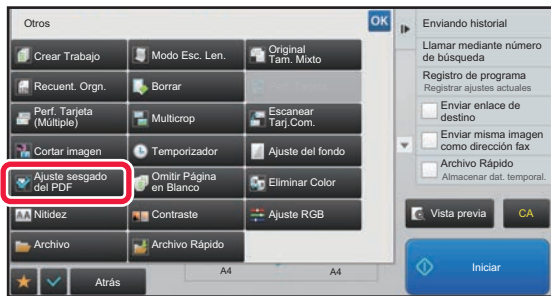 Otros
OK
Crear Trabajo
Modo Esc. Len.
Original
Tam. Mixto
Recuent. Orgn.
Borrar
Perf. Tarjeta
(Múltiple)
Multicrop
Escanear
Tarj.Com.
Cortar imagen
Temporizador
Ajuste del fondo
Ajuste sesgado
del PDF
Omitir Página
en Blanco
Eliminar Color
Nitidez
Contraste
Ajuste RGB
Archivo
Archivo Rápido
Atrás
A4
A4
Enviando historial
Llamar mediante número
de búsqueda
Registro de programa
Registrar ajustes actuales
Enviar enlace de
destino
Enviar misma imagen
como dirección fax
Archivo Rápido
Almacenar dat. temporal.
Vista previa
CA
Iniciar